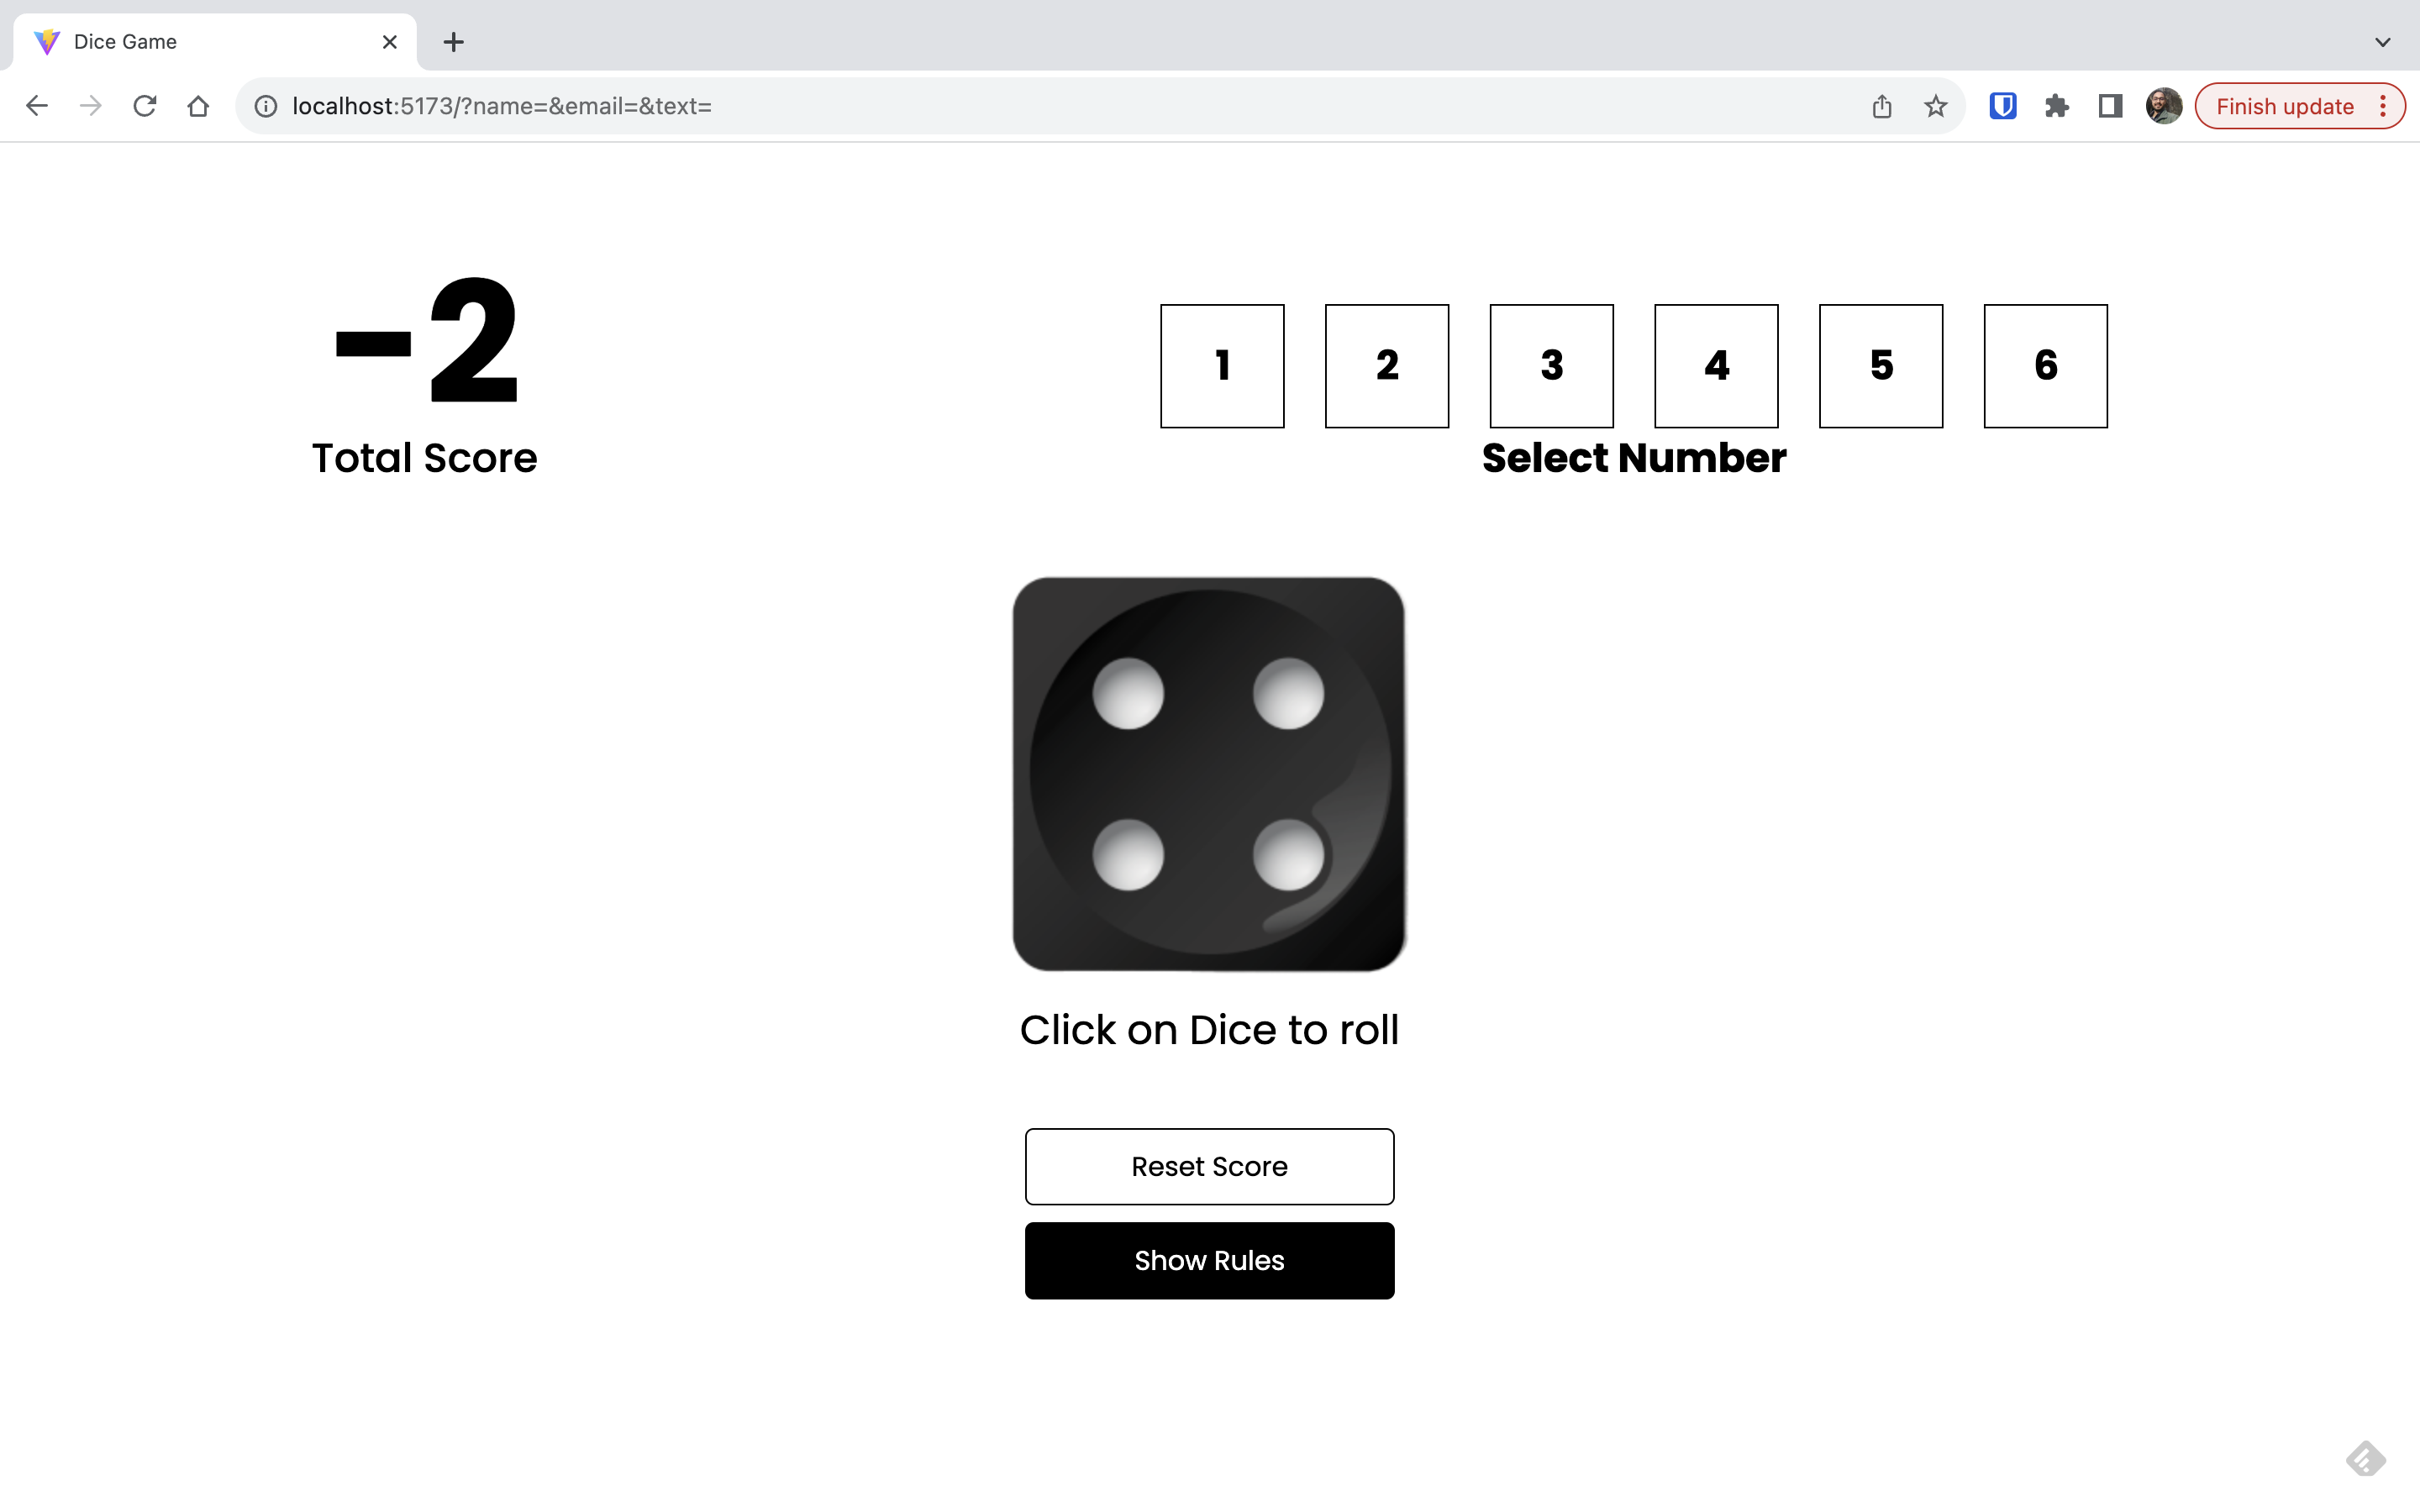 Dice Game
localhost:5173/?name=&email=&text=
Finish update
-2
Total Score
1 2 3 4 5 6
Select Number
Click on Dice to roll
Reset Score
Show Rules